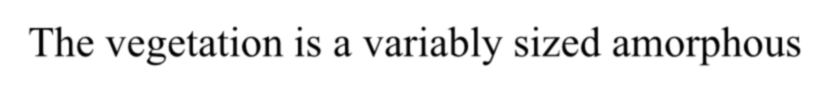 The vegetation is a variably sized amorphous